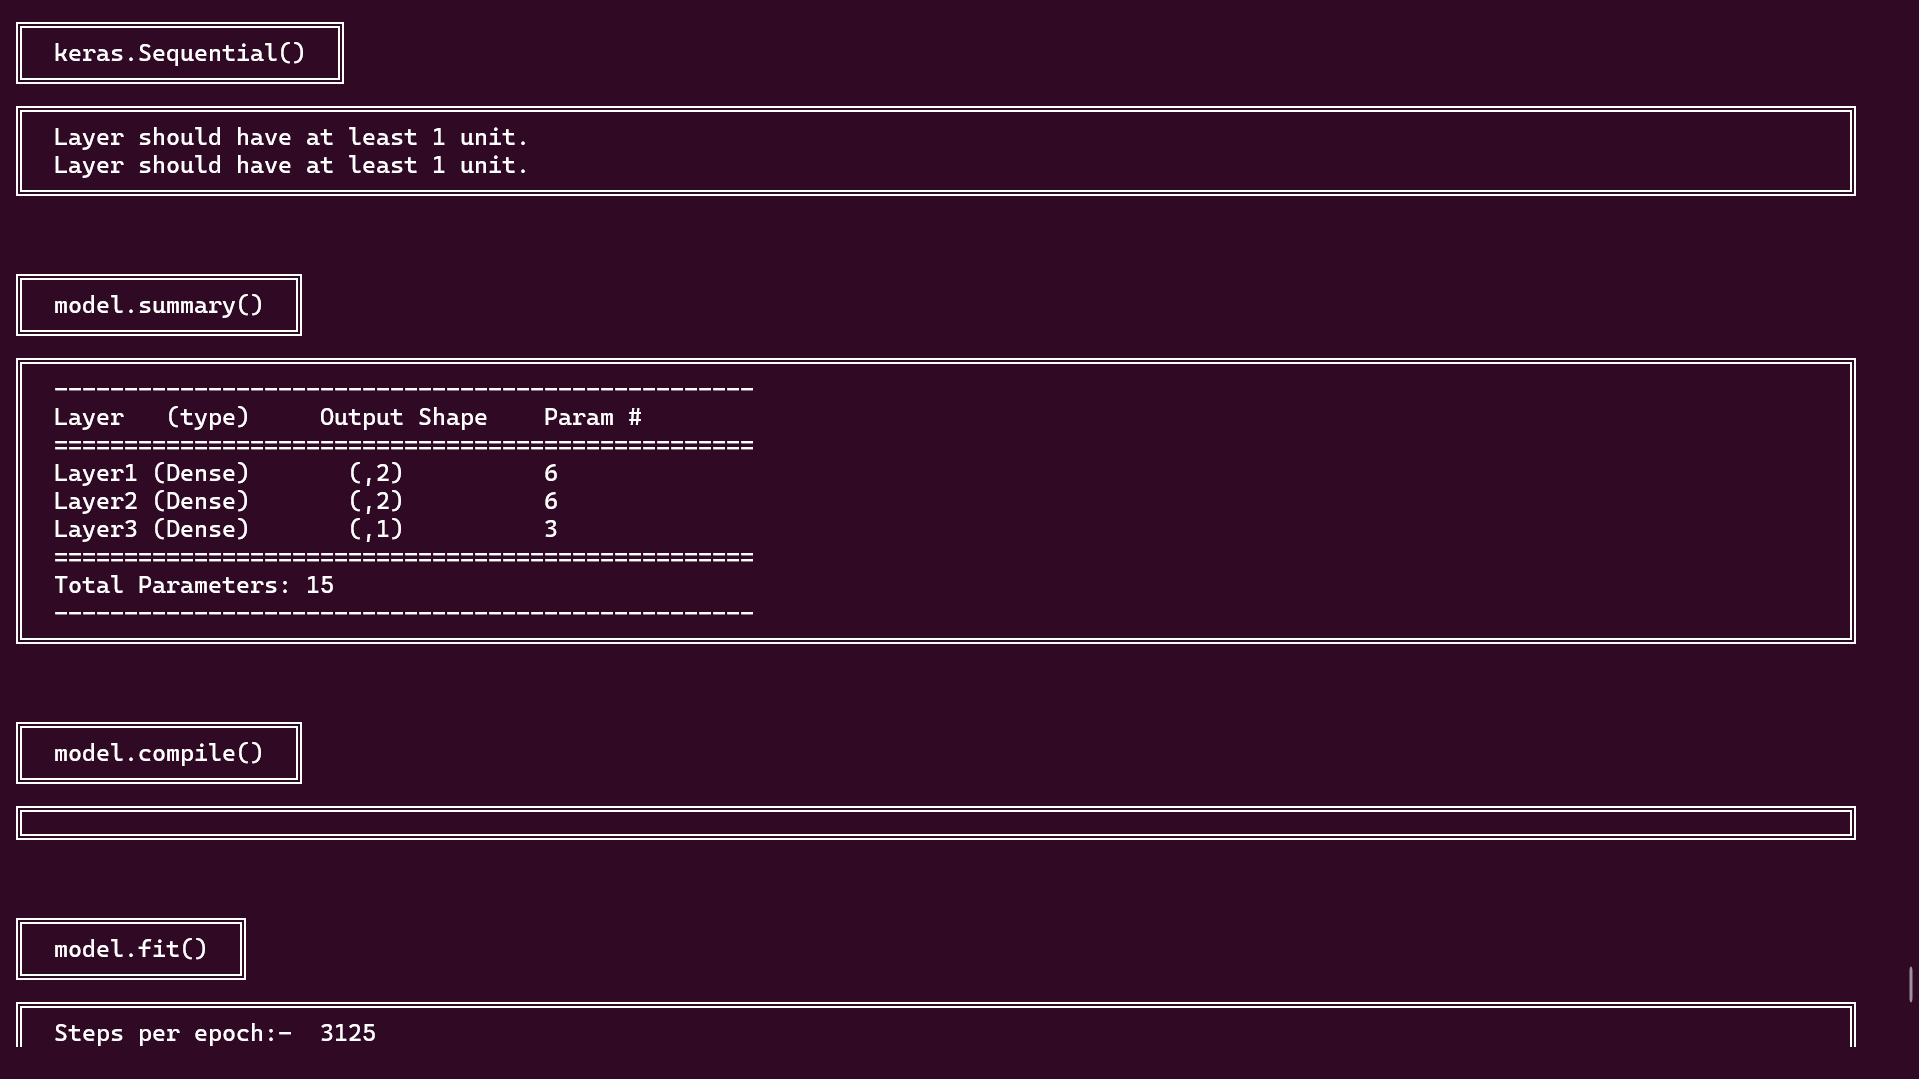 keras.Sequential()
Layer should have at least 1 unit.
Layer should have at least 1 unit.
model.summary()
--------------------------------------------------
Layer   (type)     Output Shape    Param #
==================================================
Layer1 (Dense)       (,2)          6
Layer2 (Dense)       (,2)          6
Layer3 (Dense)       (,1)          3
==================================================
Total Parameters: 15
--------------------------------------------------
model.compile()
model.fit()
Steps per epoch:-  3125